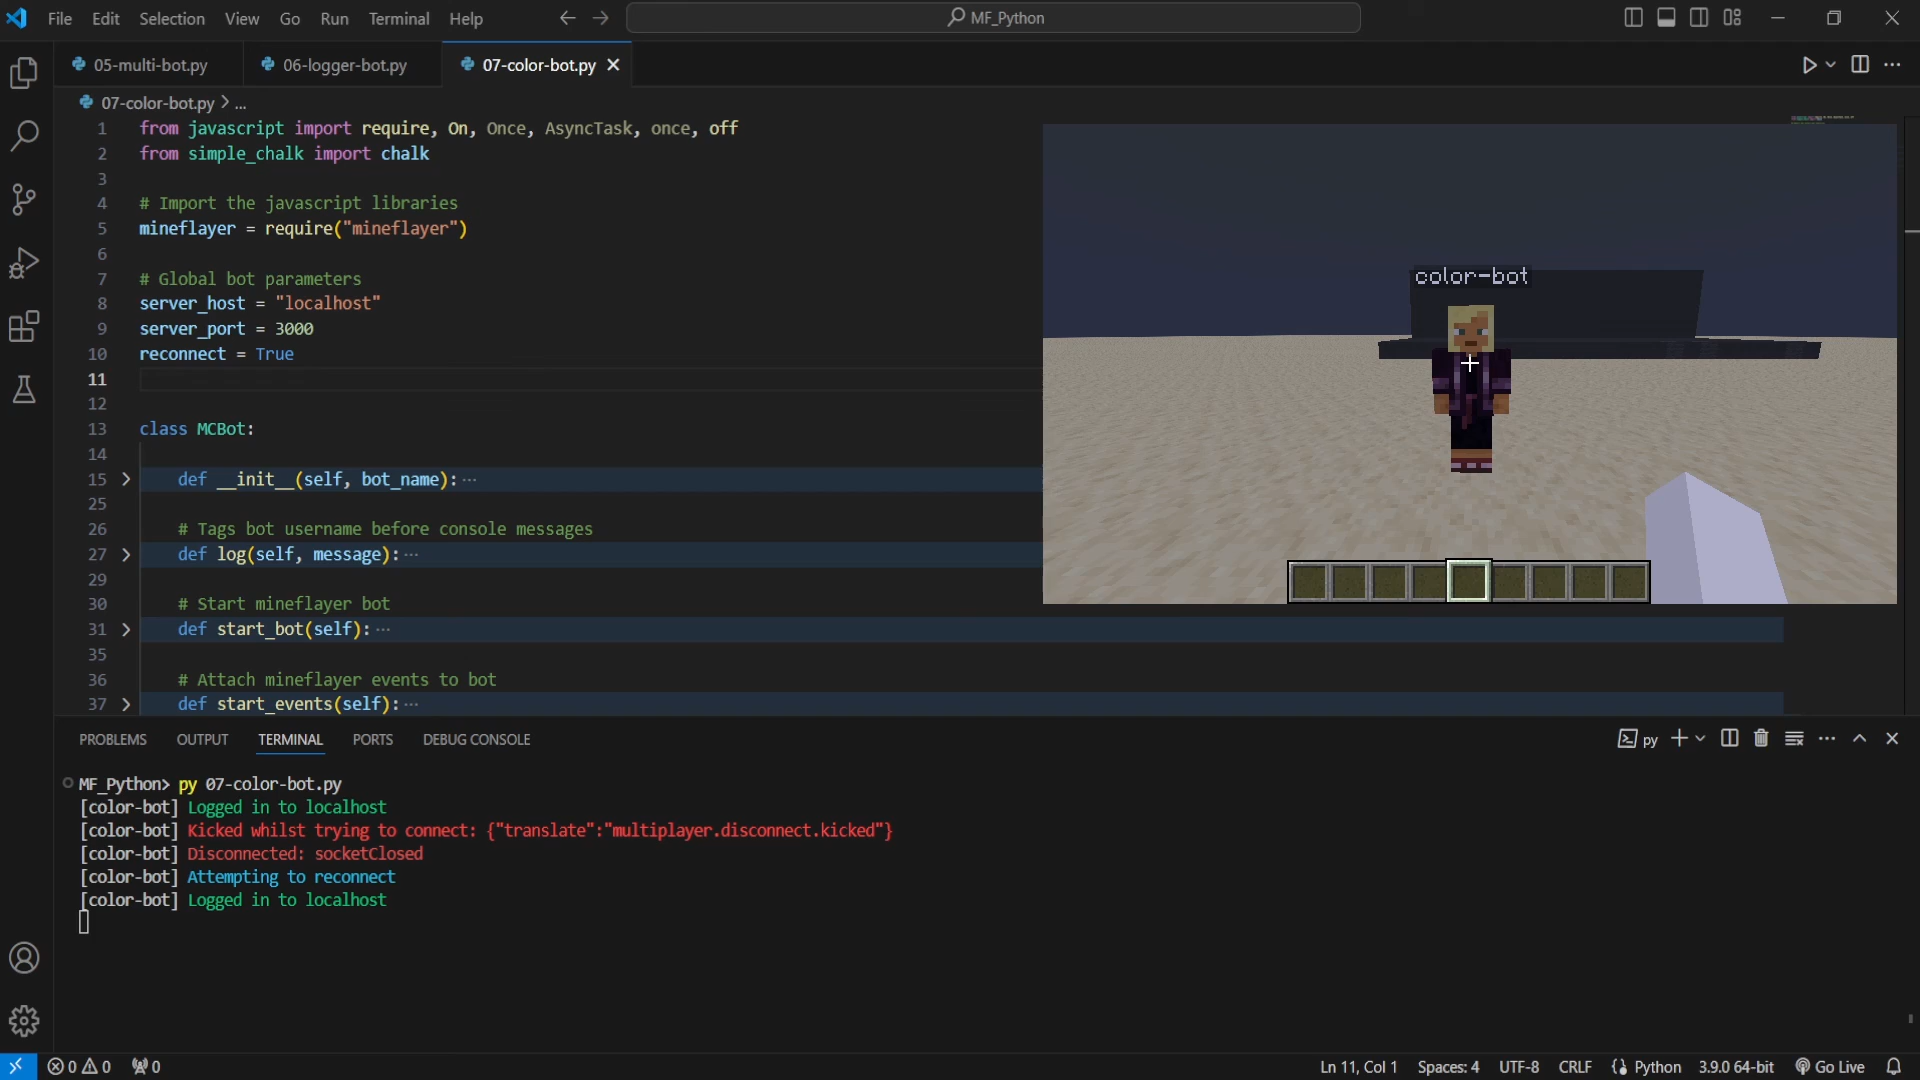 File Edit Selection View Go Run Terminal Help
MF_Python
05-multi-bot.py
06-logger-bot.py
07-color-bot.py
07-color-bot.py > ...
1 from javascript import require, On, Once, AsyncTask, once, off
2 from simple_chalk import chalk
3
4 # Import the javascript libraries
5 mineflayer = require("mineflayer")
6
7 # Global bot parameters
8 server_host = "localhost"
9 server_port = 3000
10 reconnect = True
11
12
13 class MCBot:
14
15 def __init__(self, bot_name): ···
25
26 # Tags bot username before console messages
27 def log(self, message): ···
29
30 # Start mineflayer bot
31 def start_bot(self): ···
35
36 # Attach mineflayer events to bot
37 def start_events(self): ···
color-bot
PROBLEMS OUTPUT TERMINAL PORTS DEBUG CONSOLE
py
MF_Python> py 07-color-bot.py
[color-bot] Logged in to localhost
[color-bot] Kicked whilst trying to connect: {"translate":"multiplayer.disconnect.kicked"}
[color-bot] Disconnected: socketClosed
[color-bot] Attempting to reconnect
[color-bot] Logged in to localhost
0 0 0
Ln 11, Col 1 Spaces: 4 UTF-8 CRLF Python 3.9.0 64-bit Go Live